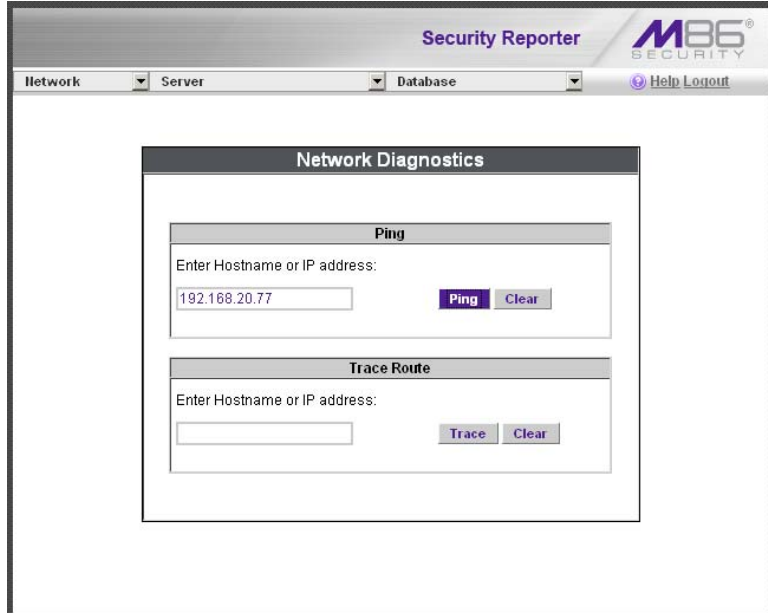 Security Reporter
M86®
SECURITY
Network Server Database Help Logout
Network Diagnostics
Ping
Enter Hostname or IP address:
192.168.20.77 Ping Clear
Trace Route
Enter Hostname or IP address:
Trace Clear